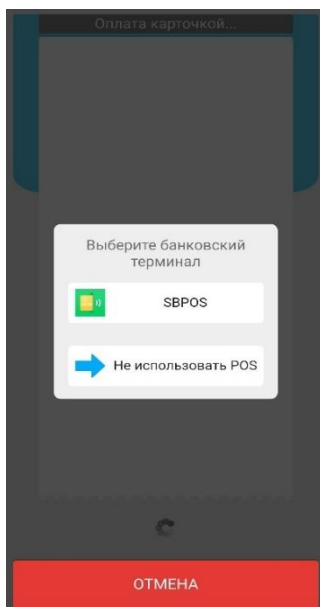 Оплата карточкой...
Выберите банковский
терминал
SBPOS
Не использовать POS
ОТМЕНА